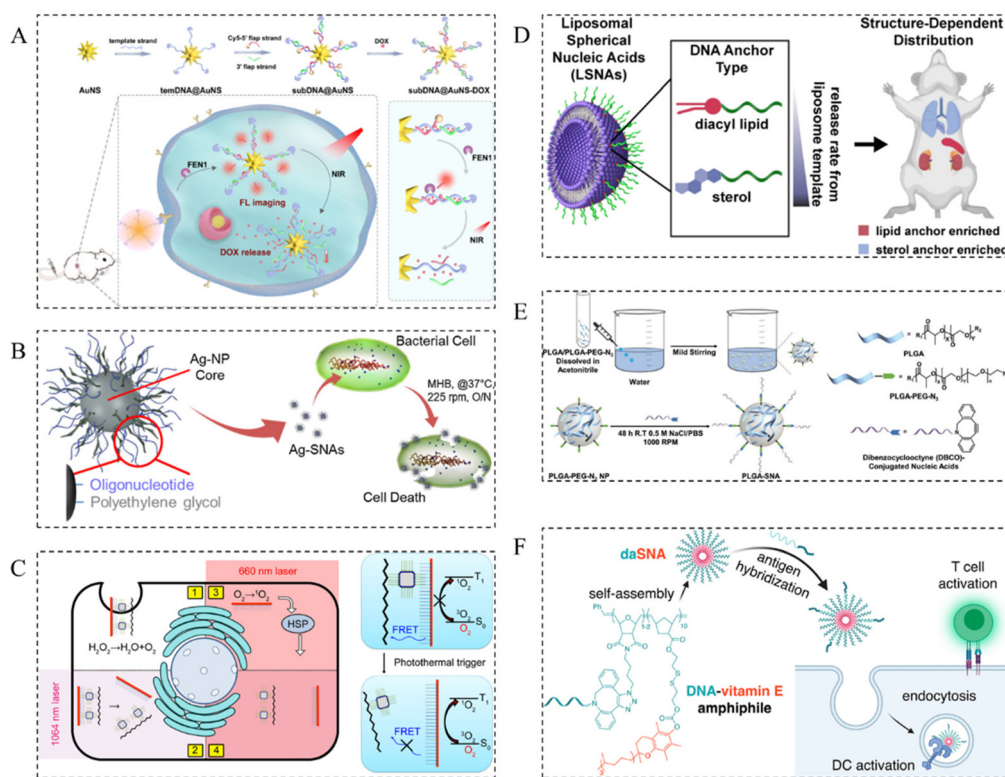 A
template strand
Cy5-5' flap strand
3' flap strand
DOX
AuNS
temDNA@AuNS
subDNA@AuNS
subDNA@AuNS-DOX
FEN1
FL imaging
NIR
DOX release
FEN1
NIR
B
Ag-NP
Core
Oligonucleotide
Polyethylene glycol
Ag-SNAs
Bacterial Cell
MHB, @37°C,
225 rpm, O/N
Cell Death
C
660 nm laser
1064 nm laser
1
3
2
4
O₂→¹O₂
HSP
H₂O₂→H₂O+O₂
FRET
T₁
¹O₂
³O₂
O₂
S₀
Photothermal trigger
FRET
T₁
¹O₂
³O₂
O₂
S₀
D
Liposomal
Spherical
Nucleic Acids
(LSNAs)
DNA Anchor
Type
diacyl lipid
sterol
release rate from
liposome template
Structure-Dependent
Distribution
lipid anchor enriched
sterol anchor enriched
E
PLGA/PLGA-PEG-N₃
Dissolved in
Acetonitrile
Water
Mild Stirring
PLGA-PEG-N₃ NP
48 h R.T 0.5 M NaCl/PBS
1000 RPM
PLGA-SNA
PLGA
PLGA-PEG-N₃
Dibenzocyclooctyne (DBCO)-
Conjugated Nucleic Acids
F
daSNA
self-assembly
antigen
hybridization
DNA-vitamin E
amphiphile
T cell
activation
endocytosis
DC activation